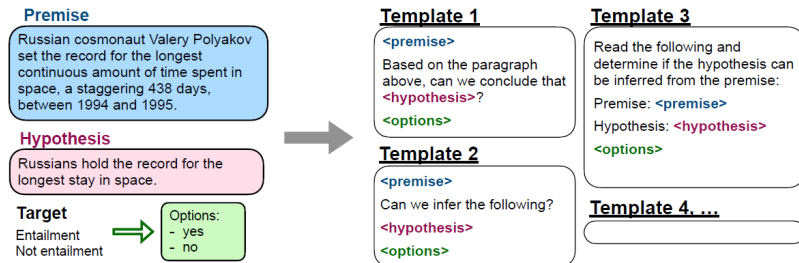 Premise
Russian cosmonaut Valery Polyakov
set the record for the longest
continuous amount of time spent in
space, a staggering 438 days,
between 1994 and 1995.
Hypothesis
Russians hold the record for the
longest stay in space.
Target
Entailment
Not entailment
Options:
- yes
- no
Template 1
<premise>
Based on the paragraph
above, can we conclude that
<hypothesis>?
<options>
Template 2
<premise>
Can we infer the following?
<hypothesis>
<options>
Template 3
Read the following and
determine if the hypothesis can
be inferred from the premise:
Premise: <premise>
Hypothesis: <hypothesis>
<options>
Template 4, ...